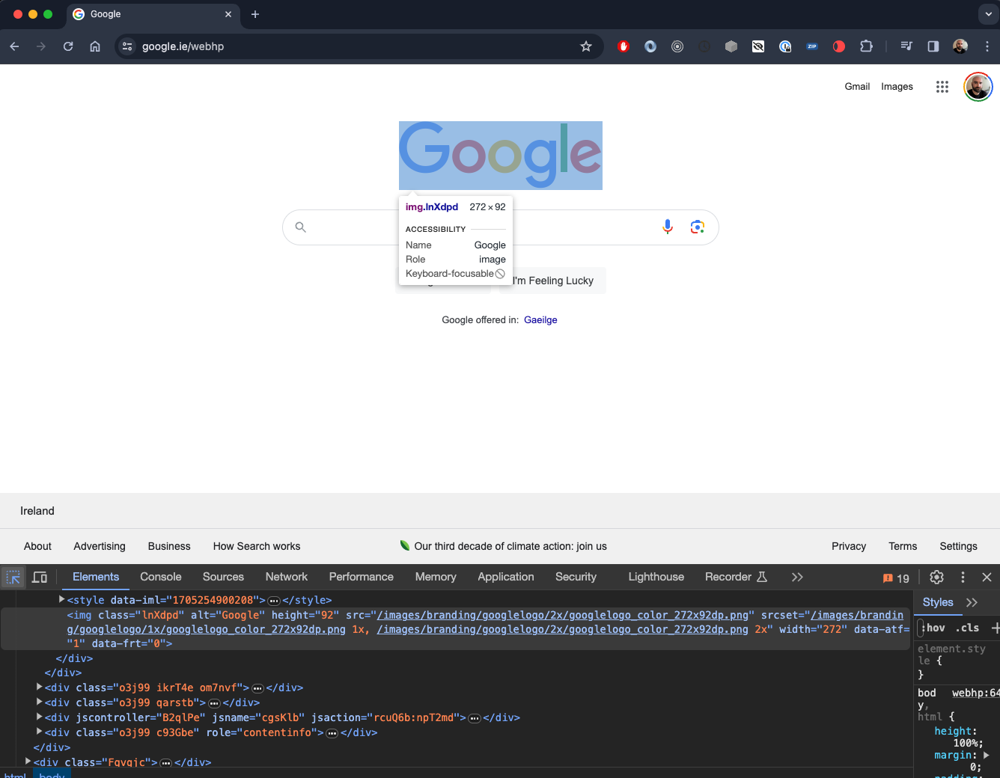 Google
google.ie/webhp
ZIP
Gmail Images
Google
img.lnXdpd 272 × 92
ACCESSIBILITY
Name Google
Role image
Keyboard-focusable
I'm Feeling Lucky
Google offered in: Gaeilge
Ireland
About Advertising Business How Search works
Our third decade of climate action: join us
Privacy Terms Settings
Elements Console Sources Network Performance Memory Application Security Lighthouse Recorder 19
<style data-iml="1705254900208">…</style>
<img class="lnXdpd" alt="Google" height="92" src="/images/branding/googlelogo/2x/googlelogo_color_272x92dp.png" srcset="/images/brandin
g/googlelogo/1x/googlelogo_color_272x92dp.png 1x, /images/branding/googlelogo/2x/googlelogo_color_272x92dp.png 2x" width="272" data-atf=
"1" data-frt="0">
</div>
</div>
<div class="o3j99 ikrT4e om7nvf">…</div>
<div class="o3j99 qarstb">…</div>
<div jscontroller="B2qlPe" jsname="cgsKlb" jsaction="rcuQ6b:npT2md">…</div>
<div class="o3j99 c93Gbe" role="contentinfo">…</div>
</div>
<div class="Fgvgjc">…</div>
html body
Styles
:hov .cls
element.sty
le {
}
bod webhp:64
y,
html {
height:
100%;
margin:
0;
padding: